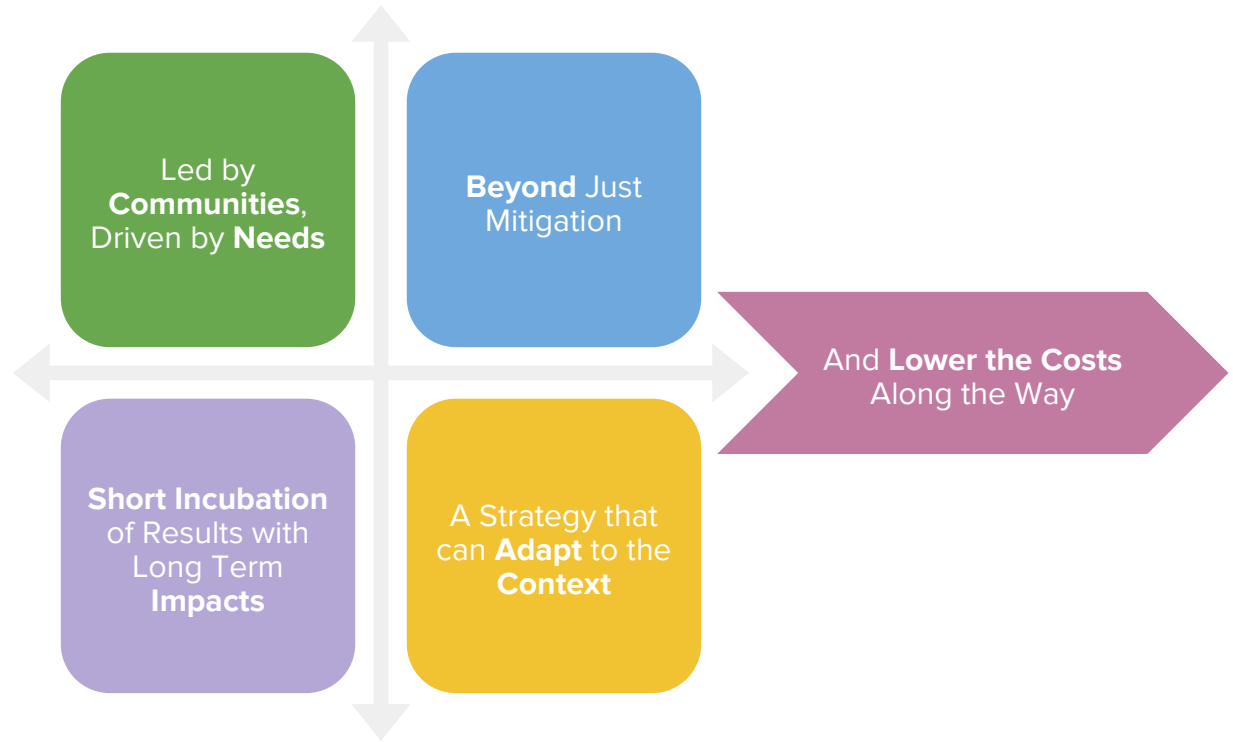 Led by
Communities,
Driven by Needs
Beyond Just
Mitigation
Short Incubation
of Results with
Long Term
Impacts
A Strategy that
can Adapt to the
Context
And Lower the Costs
Along the Way